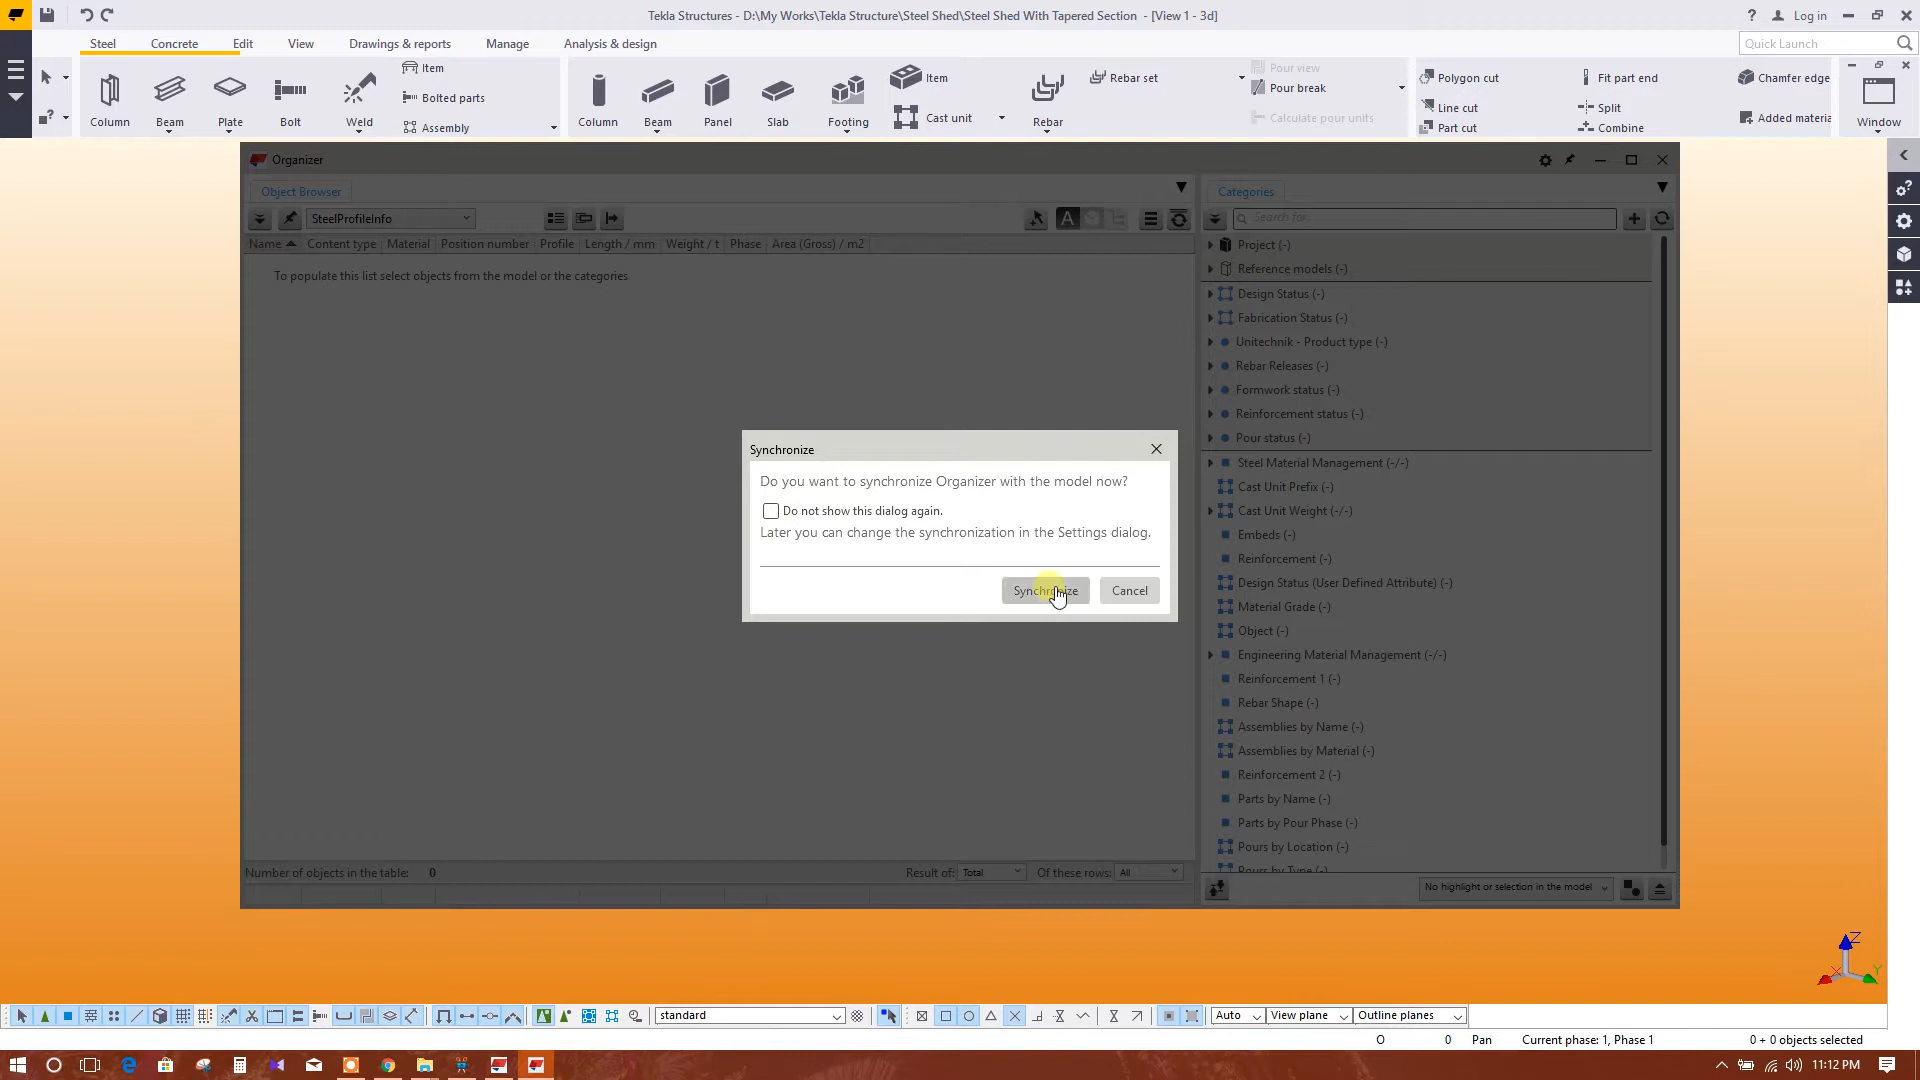 Tekla Structures - D:\My Works\Tekla Structure\Steel Shed\Steel Shed With Tapered Section - [View 1 - 3d]
? Log in
Steel Concrete Edit View Drawings & reports Manage Analysis & design
Quick Launch
Column Beam Plate Bolt Weld
Item
Bolted parts
Assembly
Column Beam Panel Slab Footing
Item
Cast unit
Rebar
Rebar set
Pour view
Pour break
Calculate pour units
Polygon cut
Line cut
Part cut
Fit part end
Split
Combine
Chamfer edge
Added materia
Window
Organizer
Object Browser
SteelProfileInfo
Name Content type Material Position number Profile Length / mm Weight / t Phase Area (Gross) / m2
To populate this list select objects from the model or the categories
Number of objects in the table: 0
Result of: Total Of these rows: All
Categories
Search for..
Project (-)
Reference models (-)
Design Status (-)
Fabrication Status (-)
Unitechnik - Product type (-)
Rebar Releases (-)
Formwork status (-)
Reinforcement status (-)
Pour status (-)
Steel Material Management (-/-)
Cast Unit Prefix (-)
Cast Unit Weight (-/-)
Embeds (-)
Reinforcement (-)
Design Status (User Defined Attribute) (-)
Material Grade (-)
Object (-)
Engineering Material Management (-/-)
Reinforcement 1 (-)
Rebar Shape (-)
Assemblies by Name (-)
Assemblies by Material (-)
Reinforcement 2 (-)
Parts by Name (-)
Parts by Pour Phase (-)
Pours by Location (-)
Pours by Type (-)
No highlight or selection in the model
Synchronize
Do you want to synchronize Organizer with the model now?
Do not show this dialog again.
Later you can change the synchronization in the Settings dialog.
Synchronize Cancel
Z
X Y
standard
Auto View plane Outline planes
O 0 Pan Current phase: 1, Phase 1 0 + 0 objects selected
11:12 PM